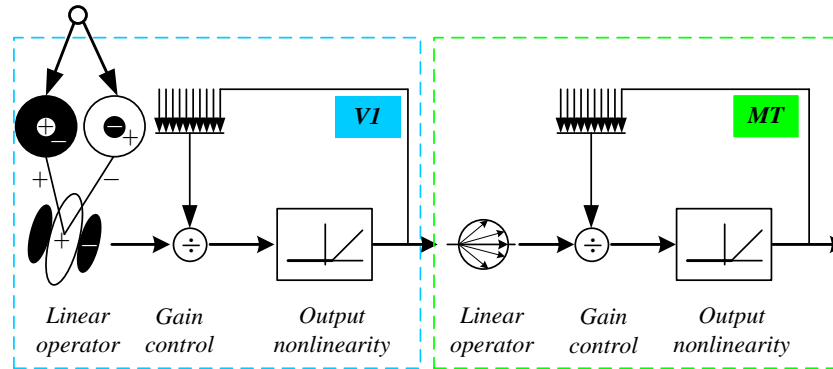 V1
MT
+
−
−
+
+
−
+
−
÷
÷
Linear operator
Gain control
Output nonlinearity
Linear operator
Gain control
Output nonlinearity